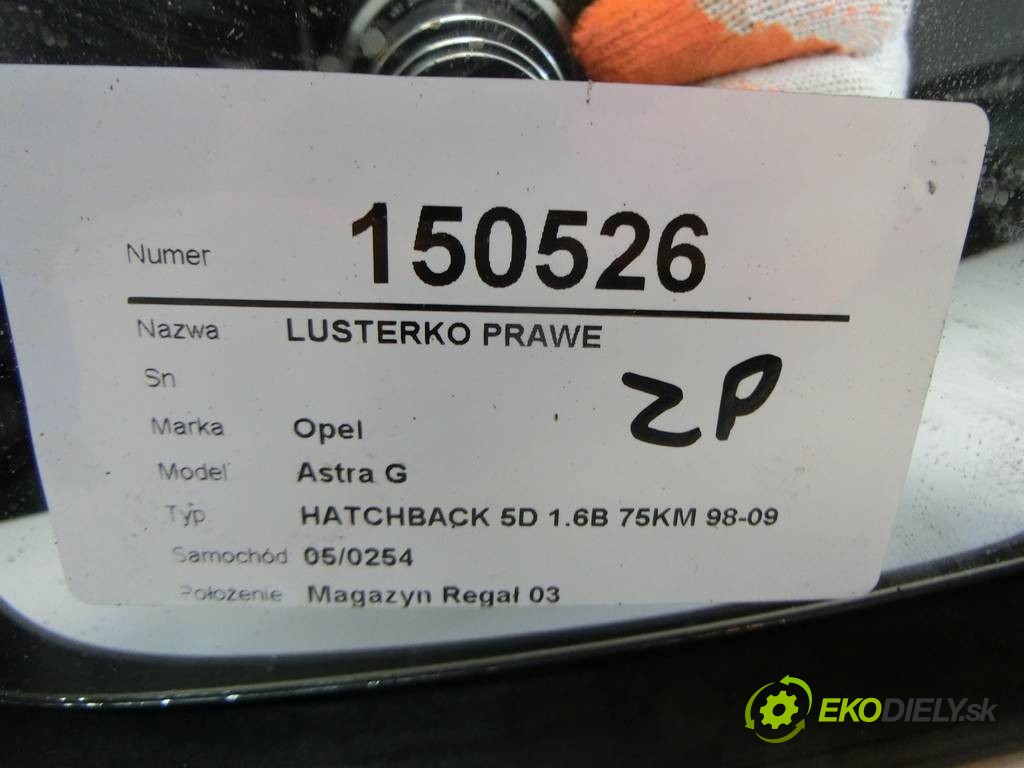 Numer 150526
Nazwa LUSTERKO PRAWE
Sn
ZP
Marka Opel
Model Astra G
Typ HATCHBACK 5D 1.6B 75KM 98-09
Samochód 05/0254
Położenie Magazyn Regał 03
EKODIELY.sk